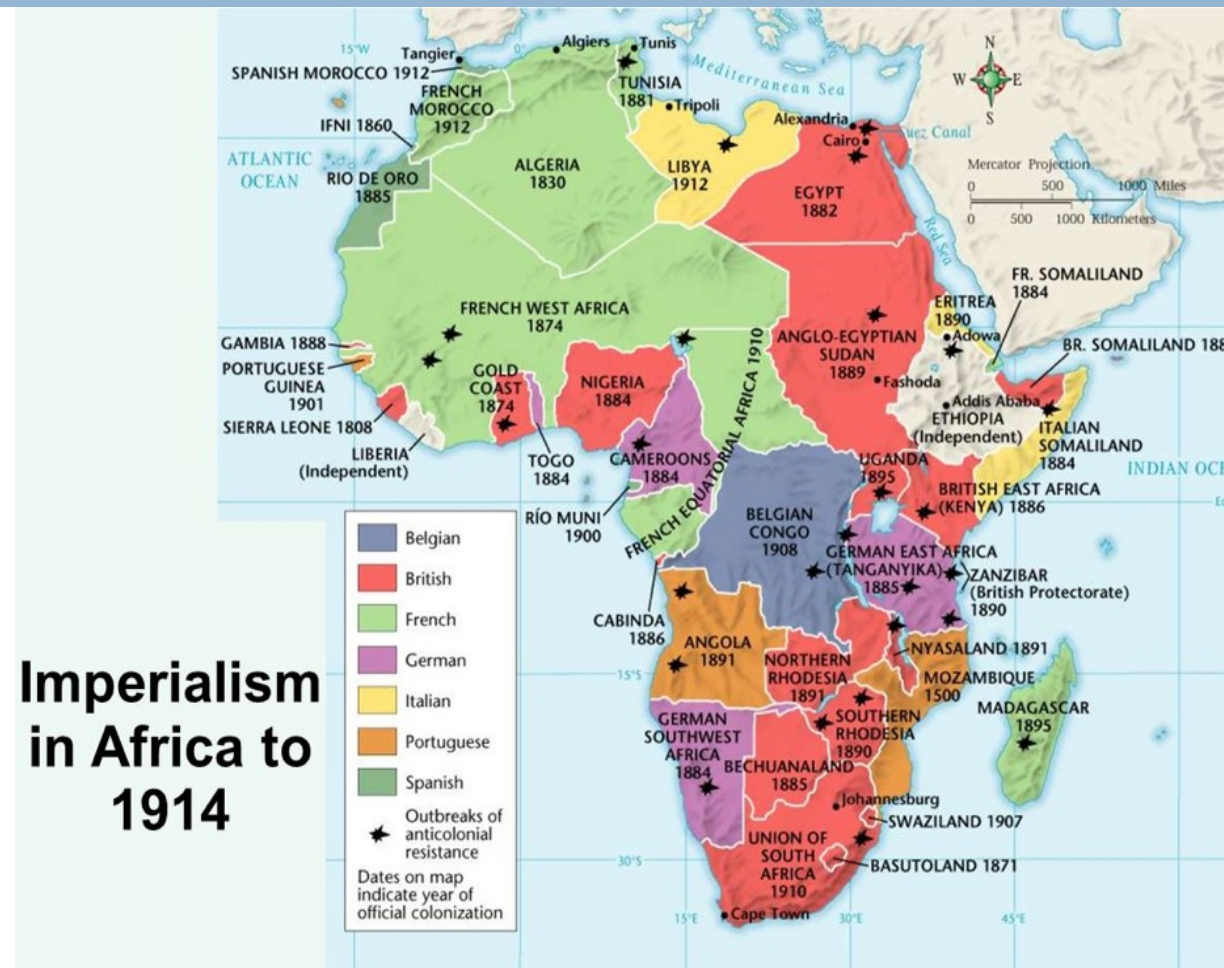 Imperialism
in Africa to
1914
15°W
0°
Tangier
Algiers
Tunis
SPANISH MOROCCO 1912
FRENCH
MOROCCO
1912
IFNI 1860
TUNISIA
1881
Tripoli
Mediterranean Sea
Alexandria
Cairo
Suez Canal
N
W
E
S
Mercator Projection
0 500 1000 Miles
0 500 1000 Kilometers
ATLANTIC
OCEAN
RIO DE ORO
1885
ALGERIA
1830
LIBYA
1912
EGYPT
1882
Red Sea
FRENCH WEST AFRICA
1874
GAMBIA 1888
PORTUGUESE
GUINEA
1901
SIERRA LEONE 1808
LIBERIA
(Independent)
GOLD
COAST
1874
TOGO
1884
NIGERIA
1884
CAMEROONS
1884
RÍO MUNI
1900
FRENCH EQUATORIAL AFRICA 1910
ANGLO-EGYPTIAN
SUDAN
1889
Fashoda
ERITREA
1890
Adowa
FR. SOMALILAND
1884
BR. SOMALILAND 188
Addis Ababa
ETHIOPIA
(Independent)
ITALIAN
SOMALILAND
1884
INDIAN OCE
UGANDA
1895
BRITISH EAST AFRICA
(KENYA) 1886
BELGIAN
CONGO
1908
GERMAN EAST AFRICA
(TANGANYIKA)
1885
ZANZIBAR
(British Protectorate)
1890
CABINDA
1886
ANGOLA
1891
NORTHERN
RHODESIA
1891
NYASALAND 1891
MOZAMBIQUE
1500
MADAGASCAR
1895
15°S
GERMAN
SOUTHWEST
AFRICA
1884
BECHUANALAND
1885
SOUTHERN
RHODESIA
1890
Johannesburg
SWAZILAND 1907
UNION OF
SOUTH
AFRICA
1910
BASUTOLAND 1871
30°S
Cape Town
15°E
30°E
45°E
Belgian
British
French
German
Italian
Portuguese
Spanish
Outbreaks of
anticolonial
resistance
Dates on map
indicate year of
official colonization